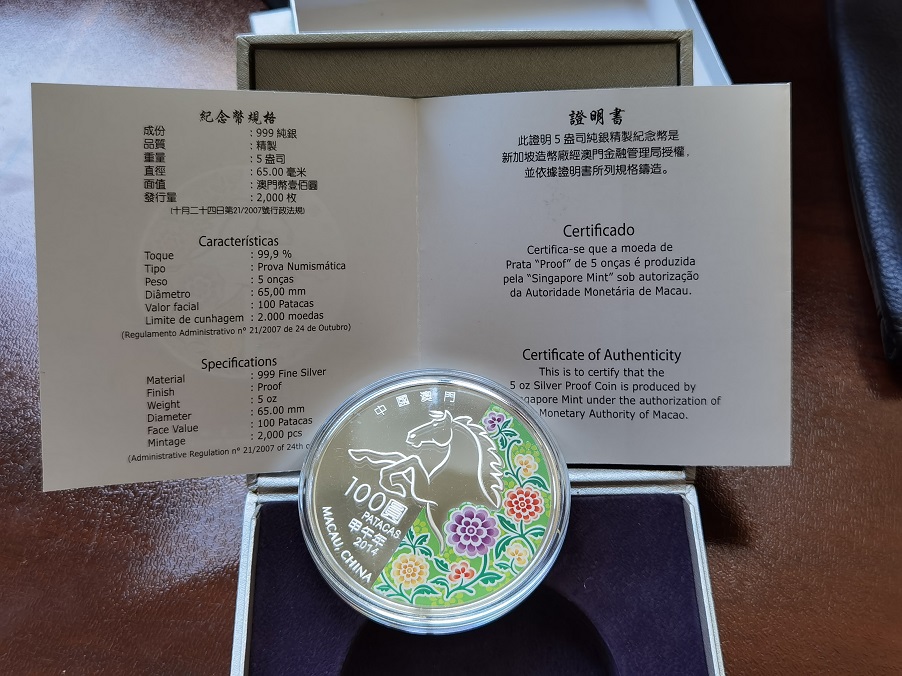 紀念幣規格
成份 : 999 純銀
品質 : 精製
重量 : 5 盎司
直徑 : 65.00 毫米
面值 : 澳門幣壹佰圓
發行量 : 2,000 枚
(十月二十四日第21/2007號行政法規)
Características
Toque : 99,9 %
Tipo : Prova Numismática
Peso : 5 onças
Diâmetro : 65,00 mm
Valor facial : 100 Patacas
Limite de cunhagem : 2.000 moedas
(Regulamento Administrativo n° 21/2007 de 24 de Outubro)
Specifications
Material : 999 Fine Silver
Finish : Proof
Weight : 5 oz
Diameter : 65.00 mm
Face Value : 100 Patacas
Mintage : 2,000 pcs
(Administrative Regulation n° 21/2007 of 24th
證明書
此證明 5 盎司純銀精製紀念幣是
新加坡造幣廠經澳門金融管理局授權，
並依據證明書所列規格鑄造。
Certificado
Certifica-se que a moeda de
Prata “Proof” de 5 onças é produzida
pela “Singapore Mint” sob autorização
da Autoridade Monetária de Macau.
Certificate of Authenticity
This is to certify that the
5 oz Silver Proof Coin is produced by
ngapore Mint under the authorization of
Monetary Authority of Macao.
中國澳門
100圓
PATACAS
甲午年
2014
MACAU, CHINA